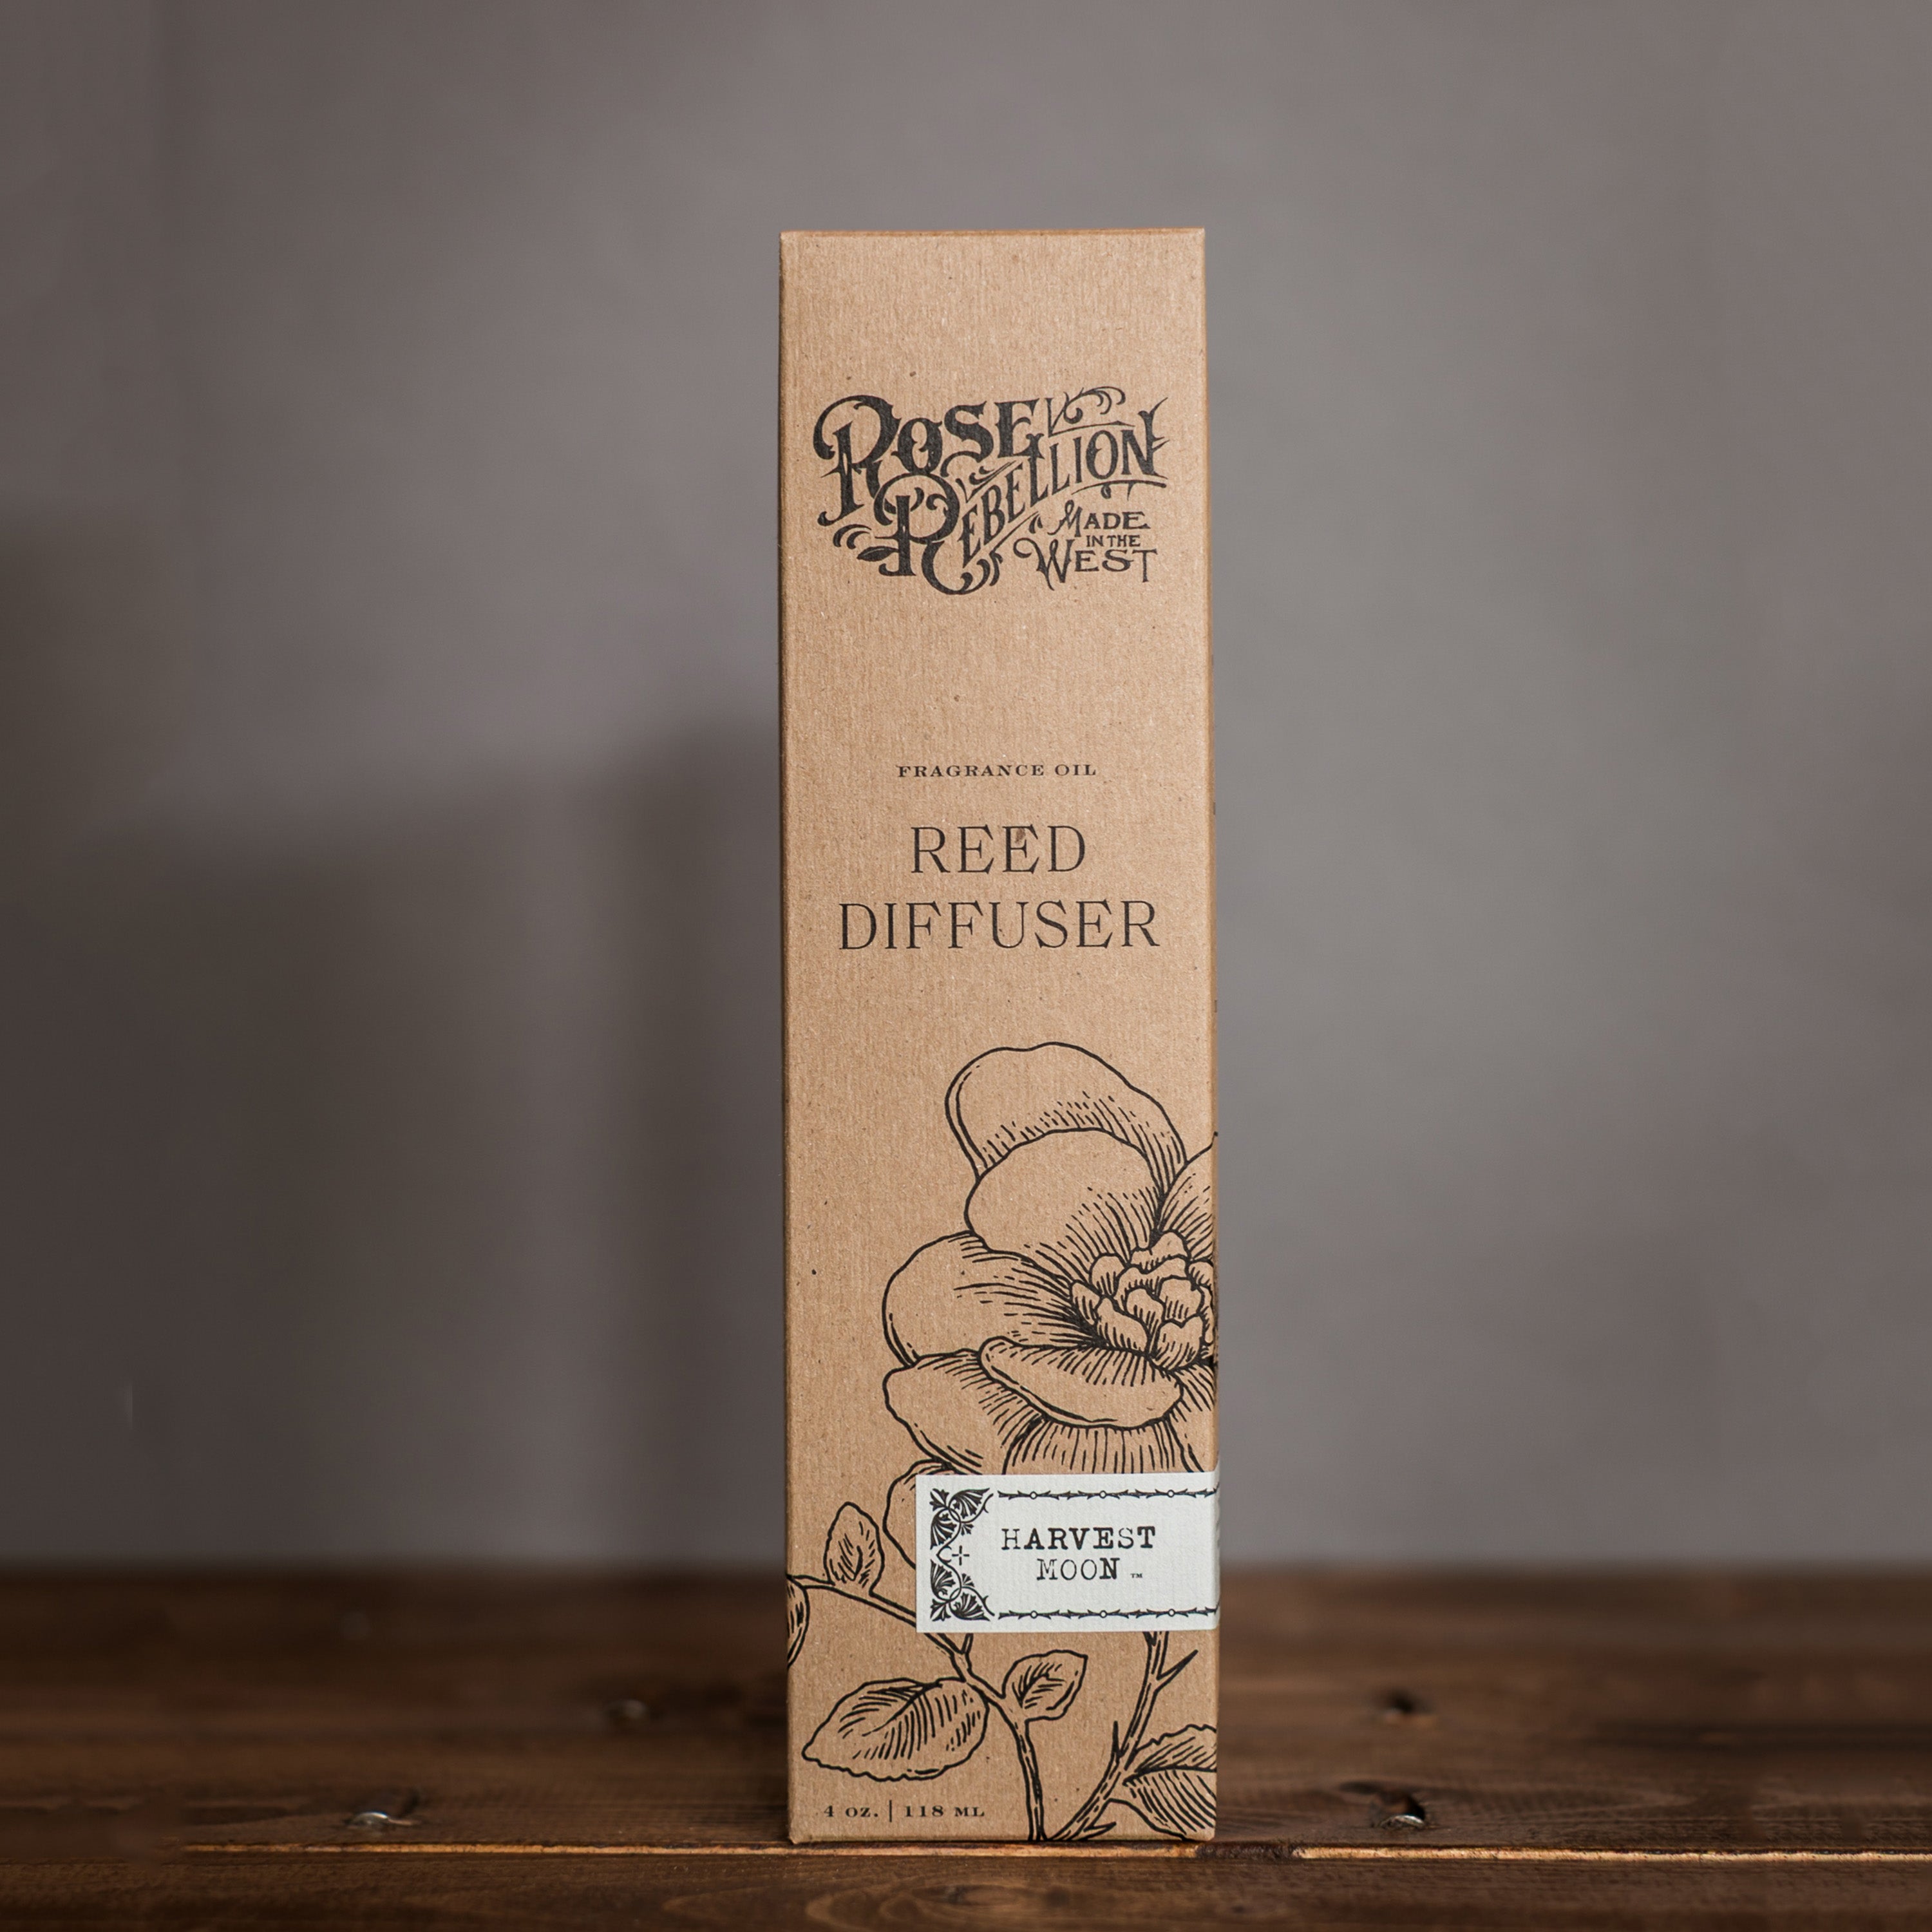 ROSE
REBELLION
MADE
IN THE
WEST
FRAGRANCE OIL
REED
DIFFUSER
HARVEST
MOON ™
4 OZ. | 118 ML